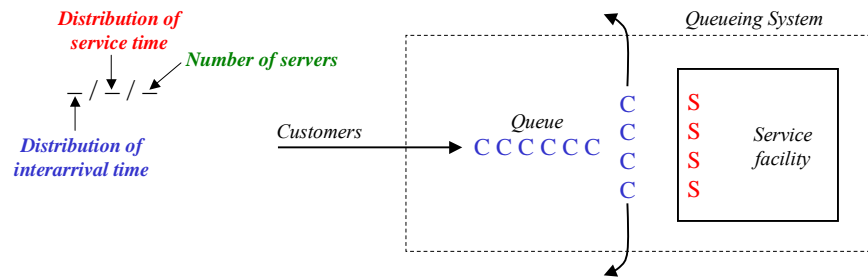 Distribution of
service time
Number of servers
_ / _ / _
Distribution of
interarrival time
Queueing System
Customers
Queue
C C C C C C
C
C
C
C
S
S
S
S
Service
facility